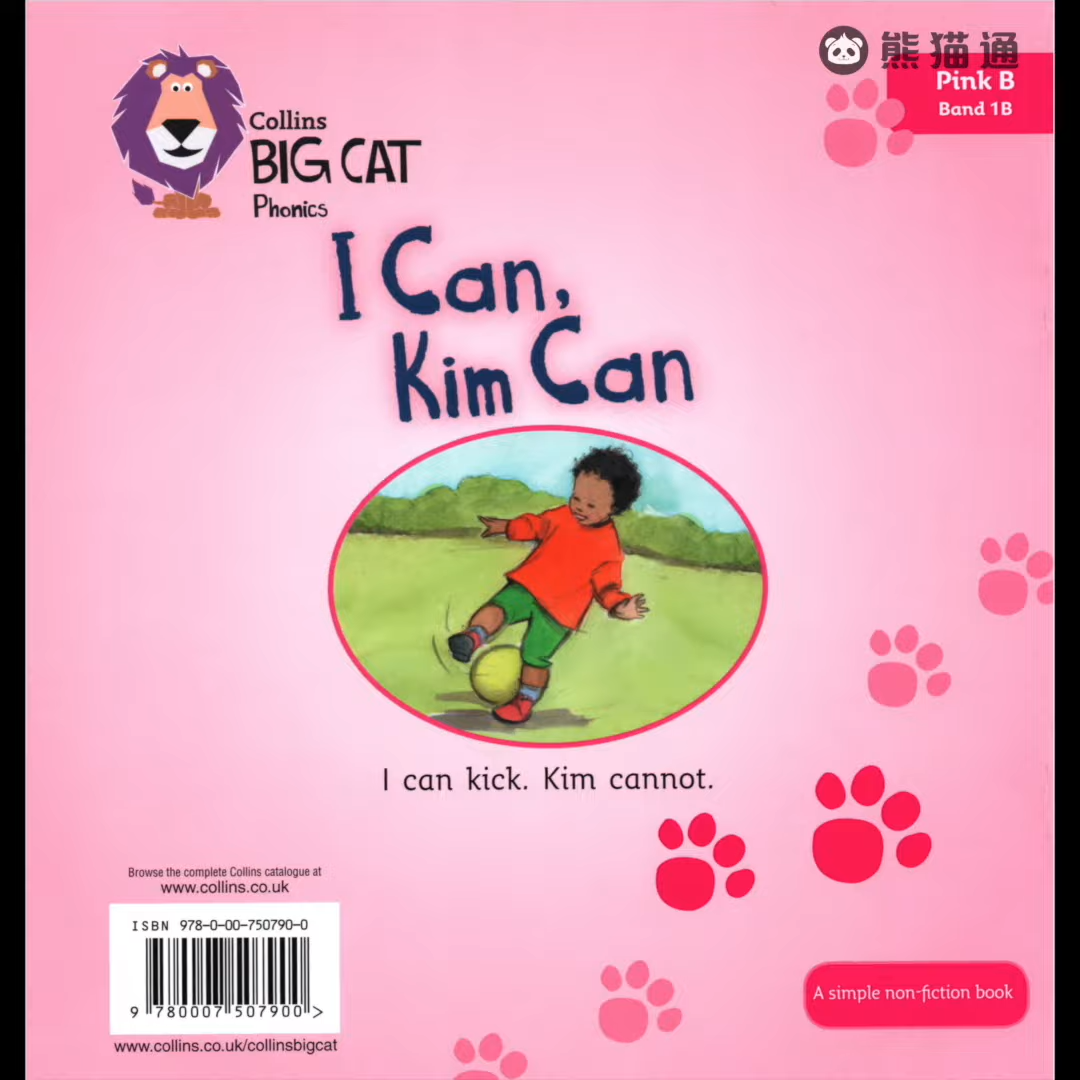 熊猫通
Pink B
Band 1B
Collins
BIG CAT
Phonics
I Can,
Kim Can
I can kick. Kim cannot.
Browse the complete Collins catalogue at
www.collins.co.uk
ISBN 978-0-00-750790-0
9 780007 507900 >
www.collins.co.uk/collinsbigcat
A simple non-fiction book